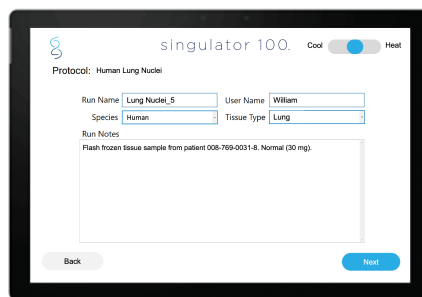 singulator 100.
Cool Heat
Protocol: Human Lung Nuclei
Run Name Lung Nuclei_5 User Name William
Species Human Tissue Type Lung
Run Notes
Flash frozen tissue sample from patient 008-769-0031-8. Normal (30 mg).
Back Next